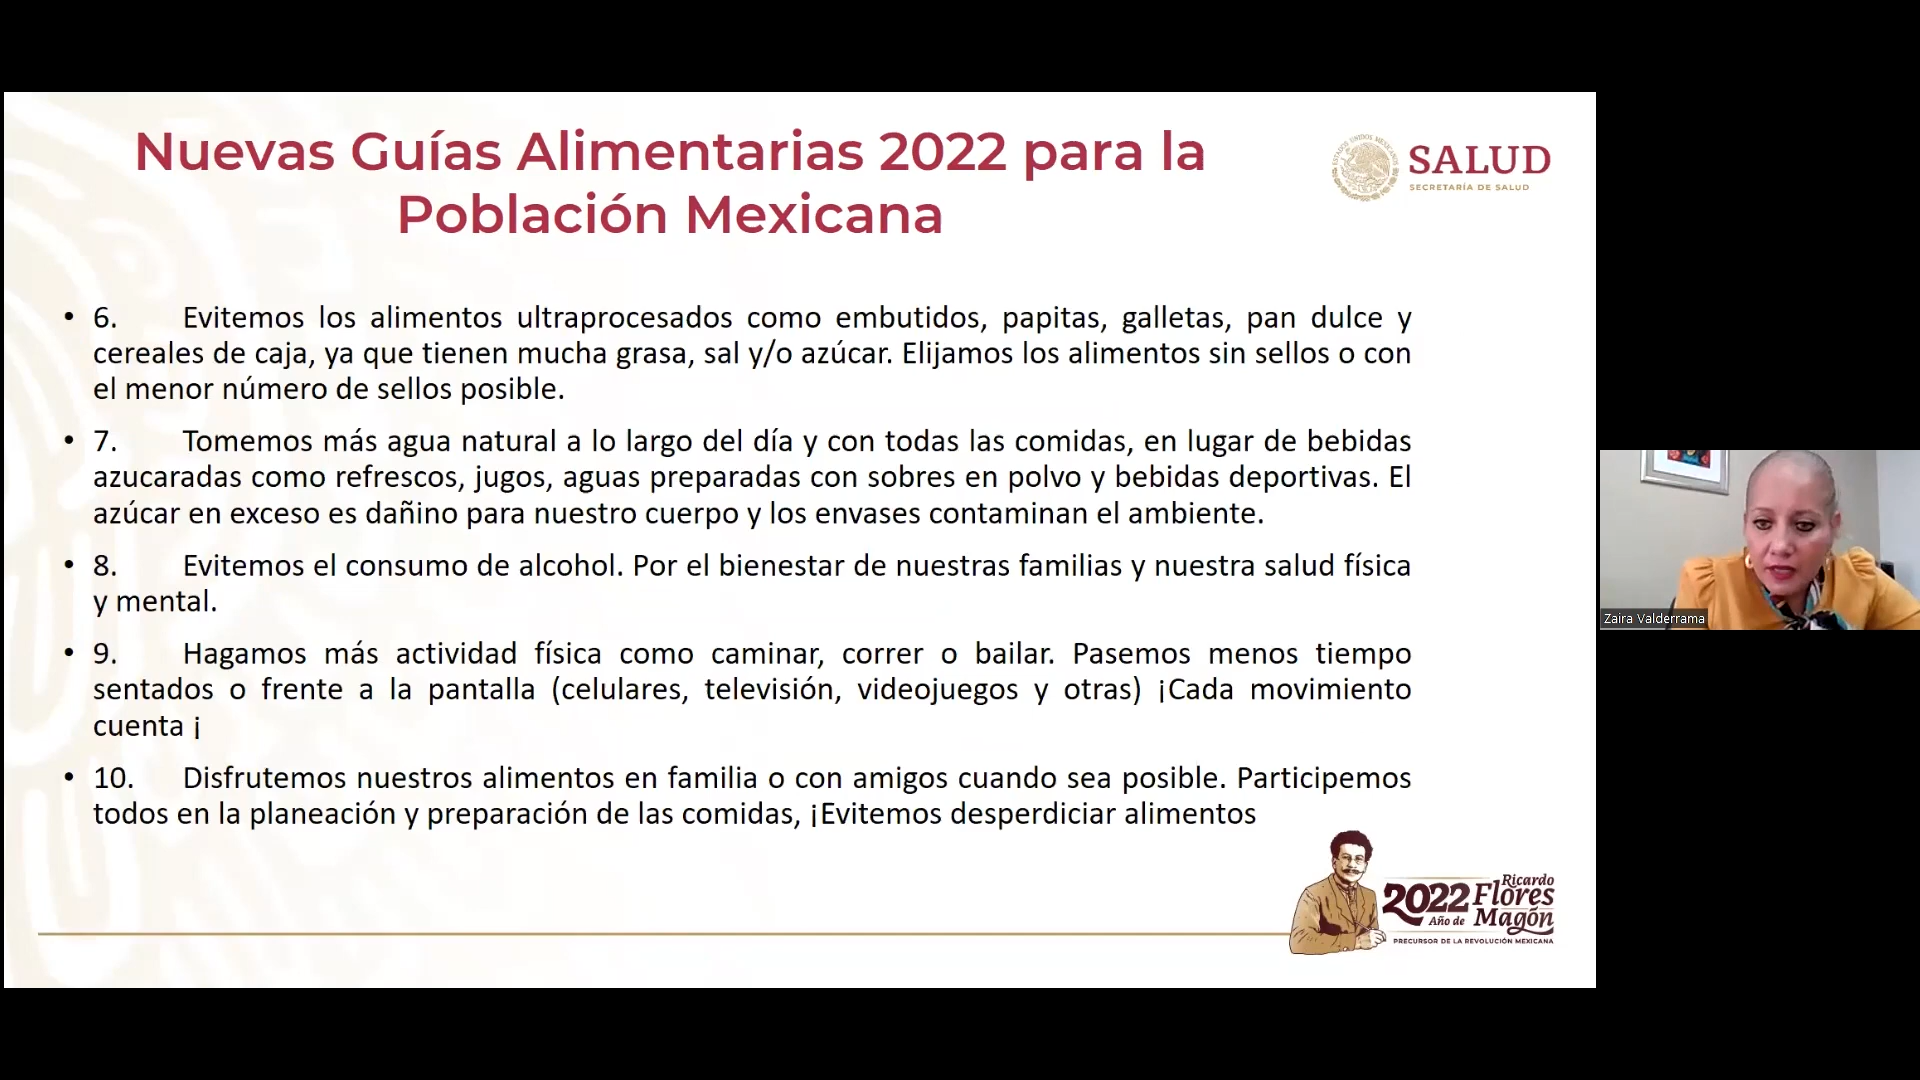 Nuevas Guías Alimentarias 2022 para la
Población Mexicana
SALUD
SECRETARÍA DE SALUD
• 6. Evitemos los alimentos ultraprocesados como embutidos, papitas, galletas, pan dulce y
cereales de caja, ya que tienen mucha grasa, sal y/o azúcar. Elijamos los alimentos sin sellos o con
el menor número de sellos posible.
• 7. Tomemos más agua natural a lo largo del día y con todas las comidas, en lugar de bebidas
azucaradas como refrescos, jugos, aguas preparadas con sobres en polvo y bebidas deportivas. El
azúcar en exceso es dañino para nuestro cuerpo y los envases contaminan el ambiente.
• 8. Evitemos el consumo de alcohol. Por el bienestar de nuestras familias y nuestra salud física
y mental.
• 9. Hagamos más actividad física como caminar, correr o bailar. Pasemos menos tiempo
sentados o frente a la pantalla (celulares, televisión, videojuegos y otras) ¡Cada movimiento
cuenta ¡
• 10. Disfrutemos nuestros alimentos en familia o con amigos cuando sea posible. Participemos
todos en la planeación y preparación de las comidas, ¡Evitemos desperdiciar alimentos
2022 Ricardo
Flores
Año de Magón
PRECURSOR DE LA REVOLUCIÓN MEXICANA
Zaira Valderrama